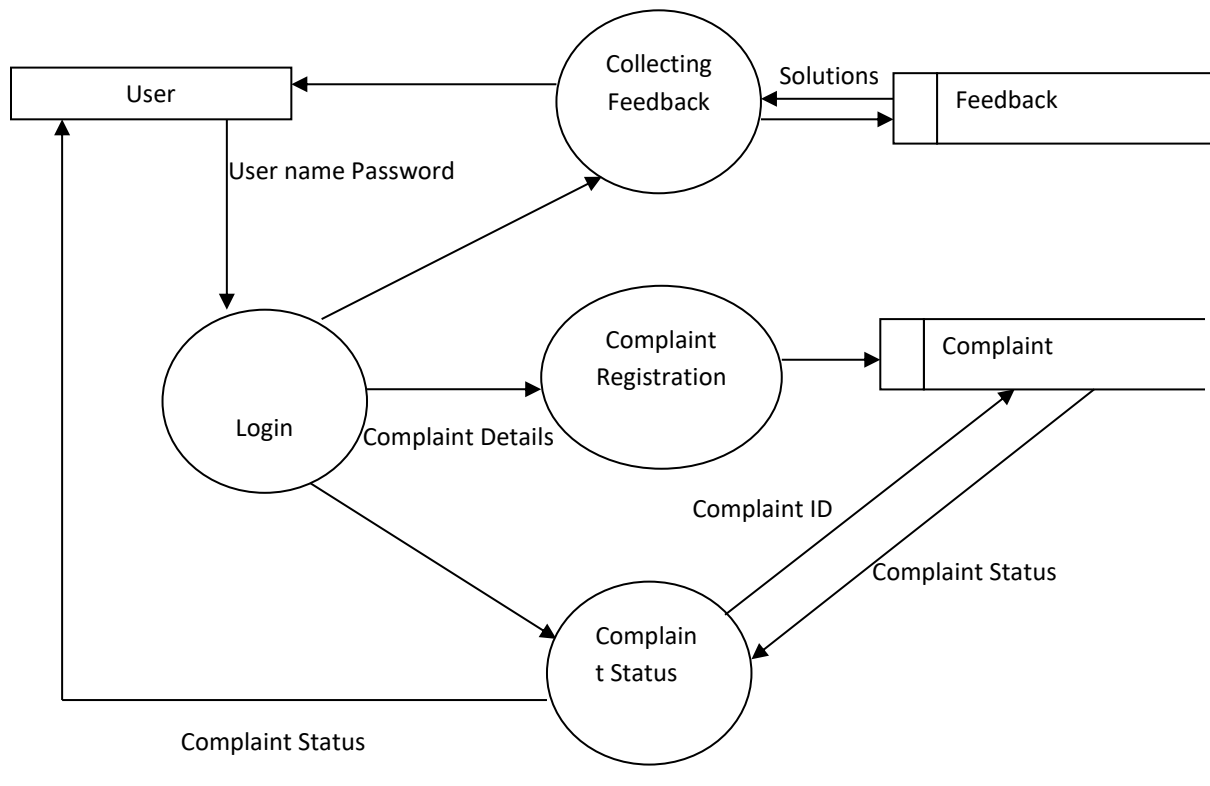 Collecting
Feedback
Solutions
Feedback
User
User name Password
Complaint
Registration
Complaint
Login
Complaint Details
Complaint ID
Complaint Status
Complain
t Status
Complaint Status